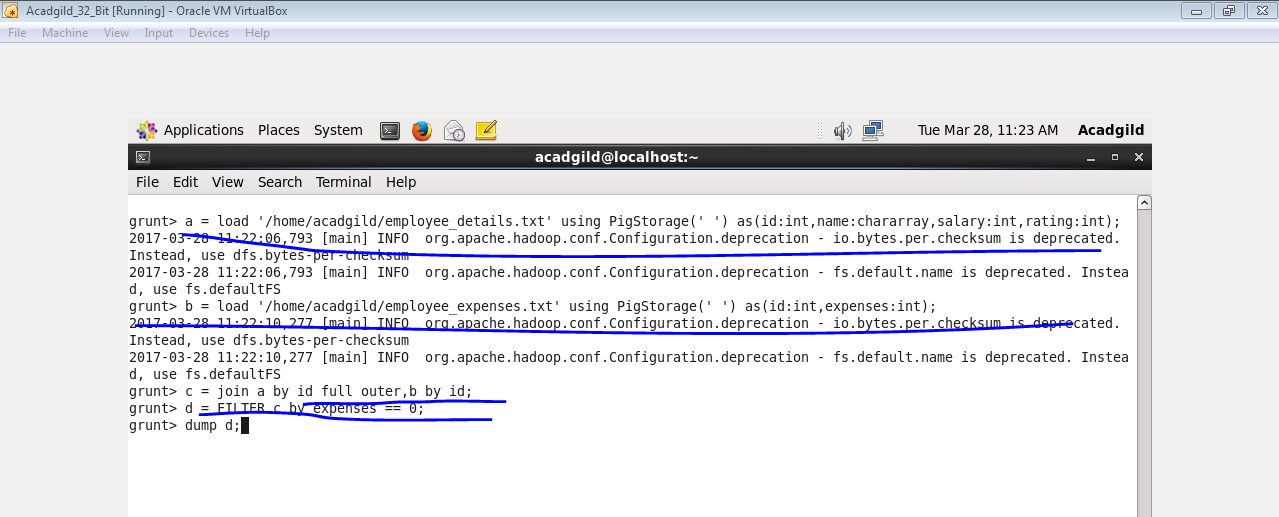 Acadgild_32_Bit [Running] - Oracle VM VirtualBox
File Machine View Input Devices Help
Applications Places System Tue Mar 28, 11:23 AM Acadgild
acadgild@localhost:~
File Edit View Search Terminal Help
grunt> a = load '/home/acadgild/employee_details.txt' using PigStorage(' ') as(id:int,name:chararray,salary:int,rating:int);
2017-03-28 11:22:06,793 [main] INFO  org.apache.hadoop.conf.Configuration.deprecation - io.bytes.per.checksum is deprecated.
Instead, use dfs.bytes-per-checksum
2017-03-28 11:22:06,793 [main] INFO  org.apache.hadoop.conf.Configuration.deprecation - fs.default.name is deprecated. Instea
d, use fs.defaultFS
grunt> b = load '/home/acadgild/employee_expenses.txt' using PigStorage(' ') as(id:int,expenses:int);
2017-03-28 11:22:10,277 [main] INFO  org.apache.hadoop.conf.Configuration.deprecation - io.bytes.per.checksum is deprecated.
Instead, use dfs.bytes-per-checksum
2017-03-28 11:22:10,277 [main] INFO  org.apache.hadoop.conf.Configuration.deprecation - fs.default.name is deprecated. Instea
d, use fs.defaultFS
grunt> c = join a by id full outer,b by id;
grunt> d = FILTER c by expenses == 0;
grunt> dump d;